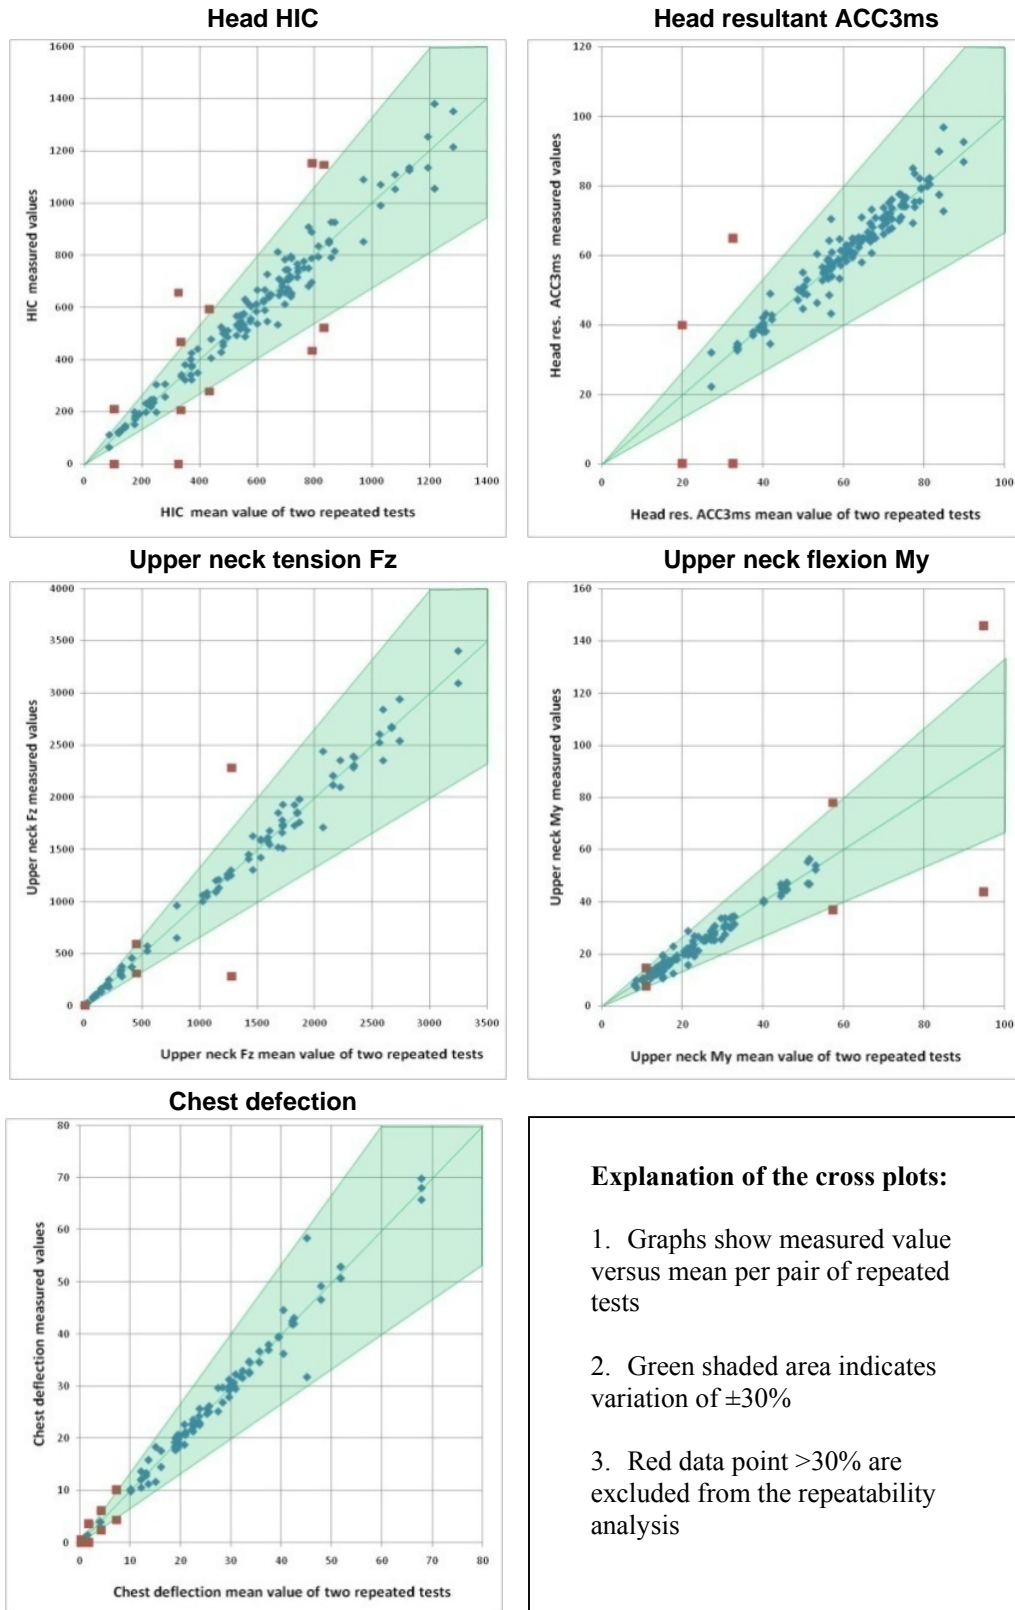 Head HIC
1600
1400
1200
1000
800
600
400
200
0
HIC measured values
0 200 400 600 800 1000 1200 1400
HIC mean value of two repeated tests
Head resultant ACC3ms
120
100
80
60
40
20
0
Head res. ACC3ms measured values
0 20 40 60 80 100
Head res. ACC3ms mean value of two repeated tests
Upper neck tension Fz
4000
3500
3000
2500
2000
1500
1000
500
0
Upper neck Fz measured values
0 500 1000 1500 2000 2500 3000 3500
Upper neck Fz mean value of two repeated tests
Upper neck flexion My
160
140
120
100
80
60
40
20
0
Upper neck My measured values
0 20 40 60 80 100
Upper neck My mean value of two repeated tests
Chest defection
80
70
60
50
40
30
20
10
0
Chest deflection measured values
0 10 20 30 40 50 60 70 80
Chest deflection mean value of two repeated tests
Explanation of the cross plots:
1. Graphs show measured value
versus mean per pair of repeated
tests
2. Green shaded area indicates
variation of ±30%
3. Red data point >30% are
excluded from the repeatability
analysis